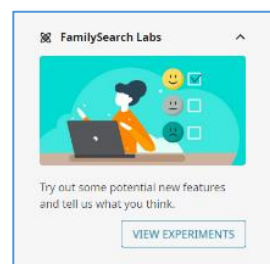 FamilySearch Labs
Try out some potential new features
and tell us what you think.
VIEW EXPERIMENTS